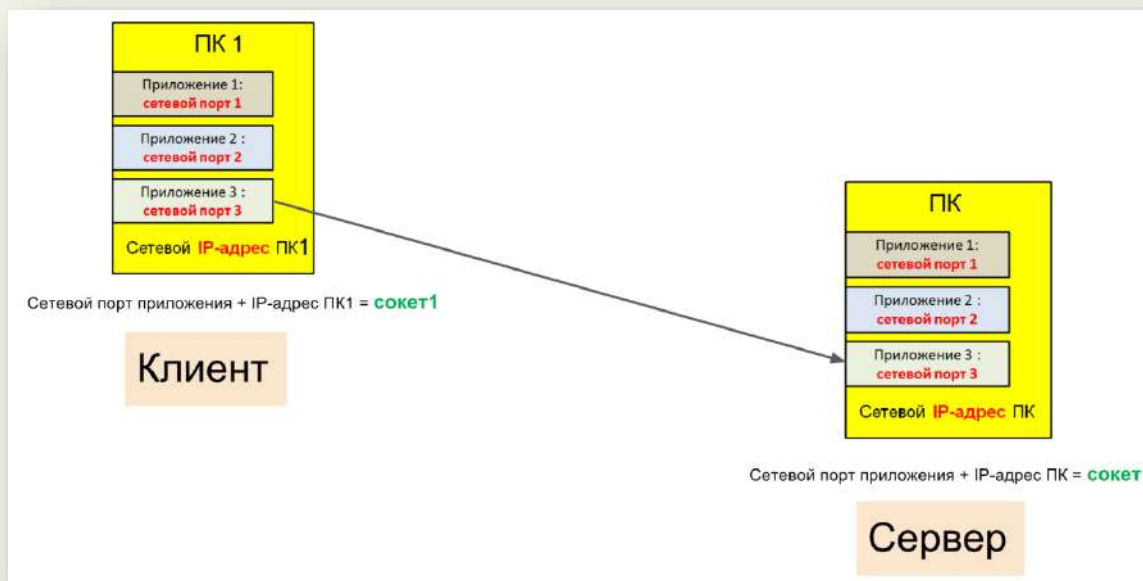 ПК 1
Приложение 1:
сетевой порт 1
Приложение 2 :
сетевой порт 2
Приложение 3 :
сетевой порт 3
Сетевой IP-адрес ПК1
Сетевой порт приложения + IP-адрес ПК1 = сокет1
Клиент
ПК
Приложение 1:
сетевой порт 1
Приложение 2 :
сетевой порт 2
Приложение 3 :
сетевой порт 3
Сетевой IP-адрес ПК
Сетевой порт приложения + IP-адрес ПК = сокет
Сервер